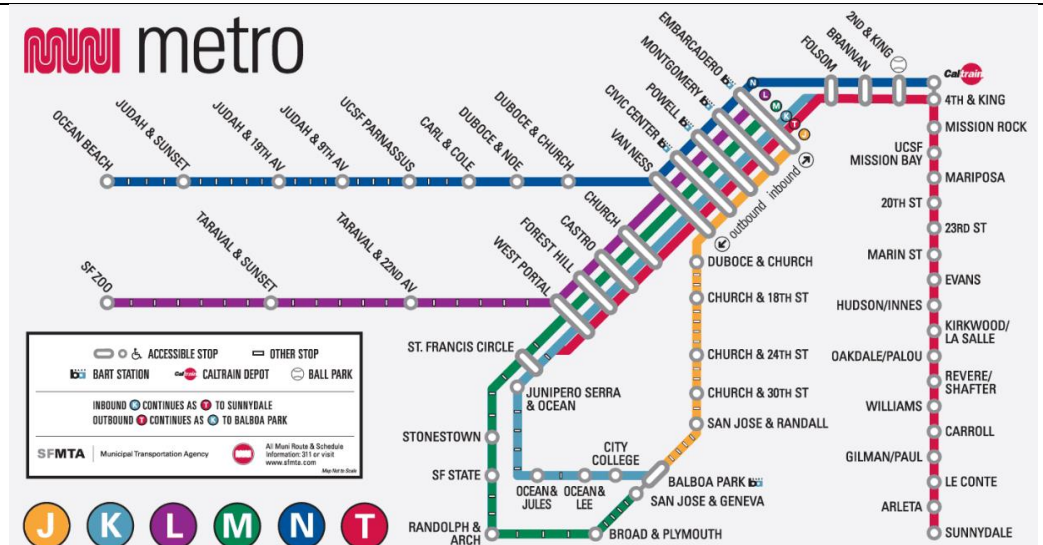 MUNI metro
OCEAN BEACH
JUDAH & SUNSET
JUDAH & 19TH AV
JUDAH & 9TH AV
UCSF PARNASSUS
CARL & COLE
DUBOCE & NOE
DUBOCE & CHURCH
VAN NESS
CIVIC CENTER
POWELL
MONTGOMERY
EMBARCADERO
FOLSOM
BRANNAN
2ND & KING
Caltrain
N
L
M
K
T
J
4TH & KING
MISSION ROCK
UCSF
MISSION BAY
MARIPOSA
20TH ST
23RD ST
MARIN ST
EVANS
HUDSON/INNES
KIRKWOOD/
LA SALLE
OAKDALE/PALOU
REVERE/
SHAFTER
WILLIAMS
CARROLL
GILMAN/PAUL
LE CONTE
ARLETA
SUNNYDALE
outbound inbound
SF ZOO
TARAVAL & SUNSET
TARAVAL & 22ND AV
WEST PORTAL
FOREST HILL
CASTRO
CHURCH
DUBOCE & CHURCH
CHURCH & 18TH ST
CHURCH & 24TH ST
CHURCH & 30TH ST
SAN JOSE & RANDALL
BALBOA PARK
SAN JOSE & GENEVA
ST. FRANCIS CIRCLE
JUNIPERO SERRA
& OCEAN
STONESTOWN
SF STATE
CITY
COLLEGE
OCEAN &
JULES
OCEAN &
LEE
RANDOLPH &
ARCH
BROAD & PLYMOUTH
ACCESSIBLE STOP
OTHER STOP
BART STATION
Caltrain CALTRAIN DEPOT
BALL PARK
INBOUND K CONTINUES AS T TO SUNNYDALE
OUTBOUND T CONTINUES AS K TO BALBOA PARK
SFMTA Municipal Transportation Agency
All Muni Route & Schedule
Information: 311 or visit
www.sfmta.com
Map Not to Scale
J K L M N T